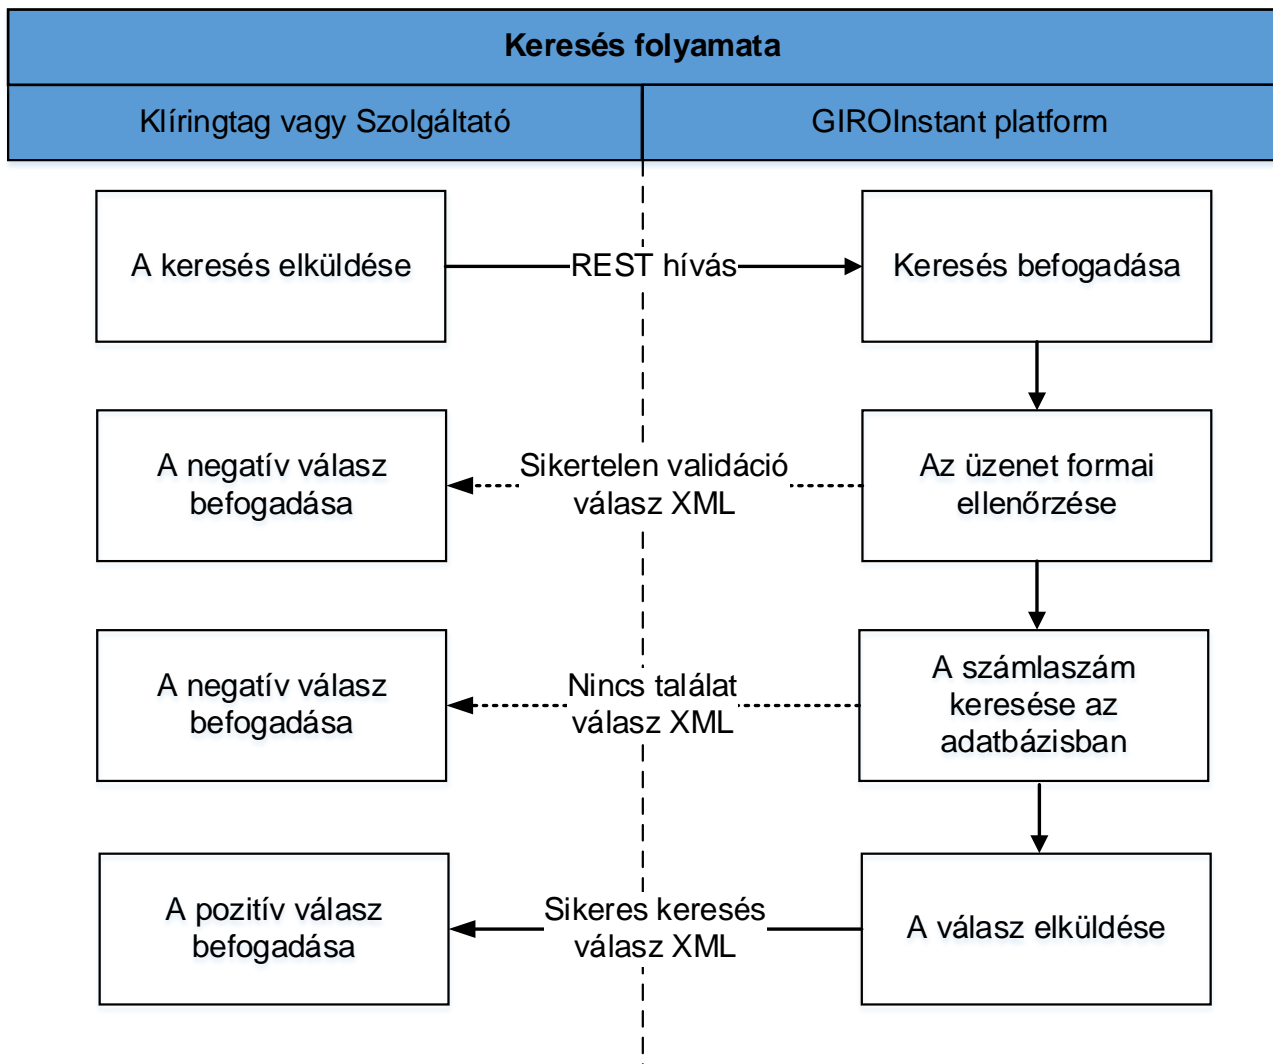 Keresés folyamata
Klíringtag vagy Szolgáltató
GIROInstant platform
A keresés elküldése
REST hívás
Keresés befogadása
A negatív válasz
befogadása
Sikertelen validáció
válasz XML
Az üzenet formai
ellenőrzése
A negatív válasz
befogadása
Nincs találat
válasz XML
A számlaszám
keresése az
adatbázisban
A pozitív válasz
befogadása
Sikeres keresés
válasz XML
A válasz elküldése